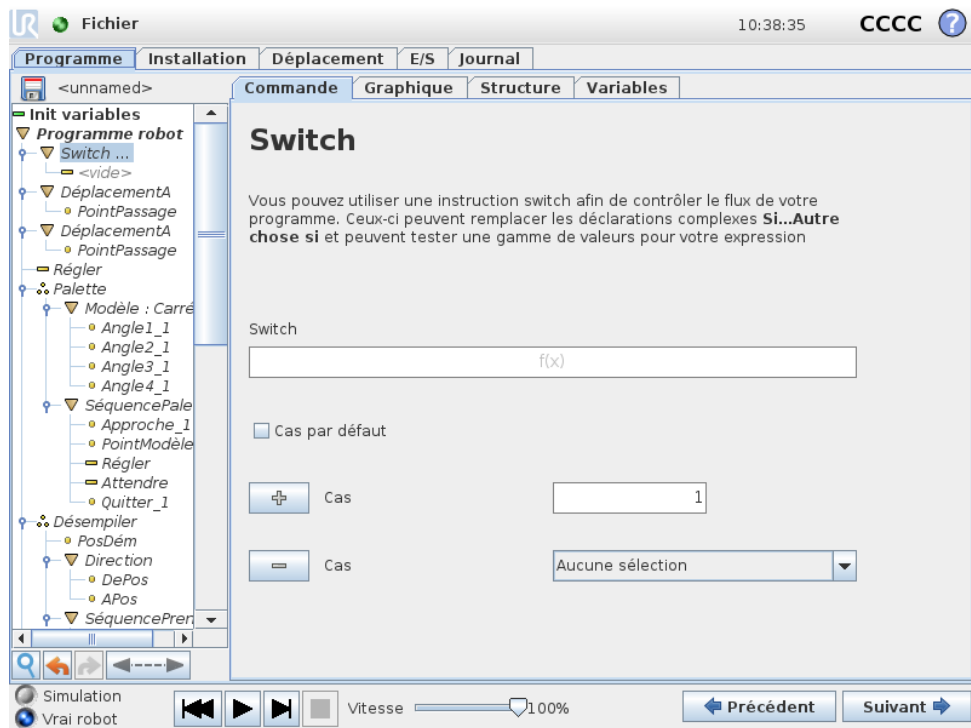 UR Fichier 10:38:35 CCCC ?
Programme Installation Déplacement E/S Journal
<unnamed>
Commande Graphique Structure Variables
Init variables
Programme robot
Switch ...
<vide>
DéplacementA
PointPassage
DéplacementA
PointPassage
Régler
Palette
Modèle : Carré
Angle1_1
Angle2_1
Angle3_1
Angle4_1
SéquencePale
Approche_1
PointModèle
Régler
Attendre
Quitter_1
Désempiler
PosDém
Direction
DePos
APos
SéquencePren
Switch
Vous pouvez utiliser une instruction switch afin de contrôler le flux de votre
programme. Ceux-ci peuvent remplacer les déclarations complexes Si...Autre
chose si et peuvent tester une gamme de valeurs pour votre expression
Switch
f(x)
Cas par défaut
Cas 1
Cas Aucune sélection
Simulation
Vrai robot
Vitesse 100%
Précédent Suivant